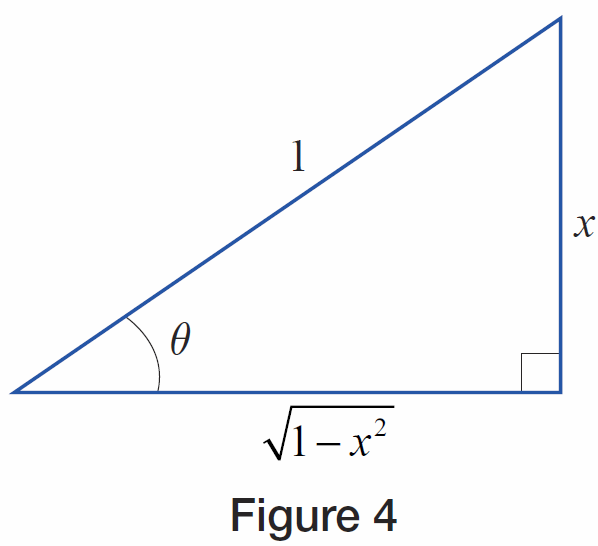 1
x
θ
√1−x²
Figure 4